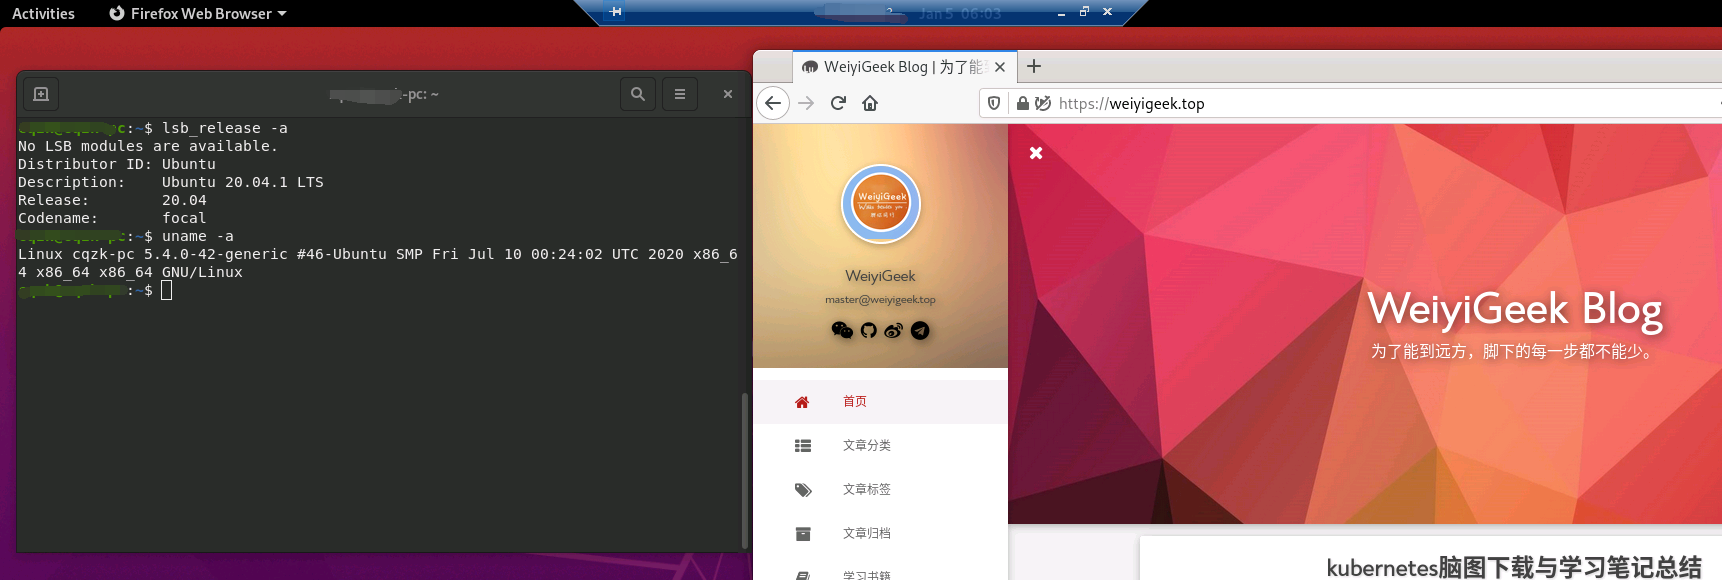 Activities Firefox Web Browser Jan 5 06:03
-pc: ~
:~$ lsb_release -a
No LSB modules are available.
Distributor ID: Ubuntu
Description: Ubuntu 20.04.1 LTS
Release: 20.04
Codename: focal
:~$ uname -a
Linux cqzk-pc 5.4.0-42-generic #46-Ubuntu SMP Fri Jul 10 00:24:02 UTC 2020 x86_6
4 x86_64 x86_64 GNU/Linux
:~$
WeiyiGeek Blog | 为了能
https://weiyigeek.top
WeiyiGeek
WeiyiGeek
master@weiyigeek.top
首页
文章分类
文章标签
文章归档
学习书籍
WeiyiGeek Blog
为了能到远方，脚下的每一步都不能少。
kubernetes脑图下载与学习笔记总结